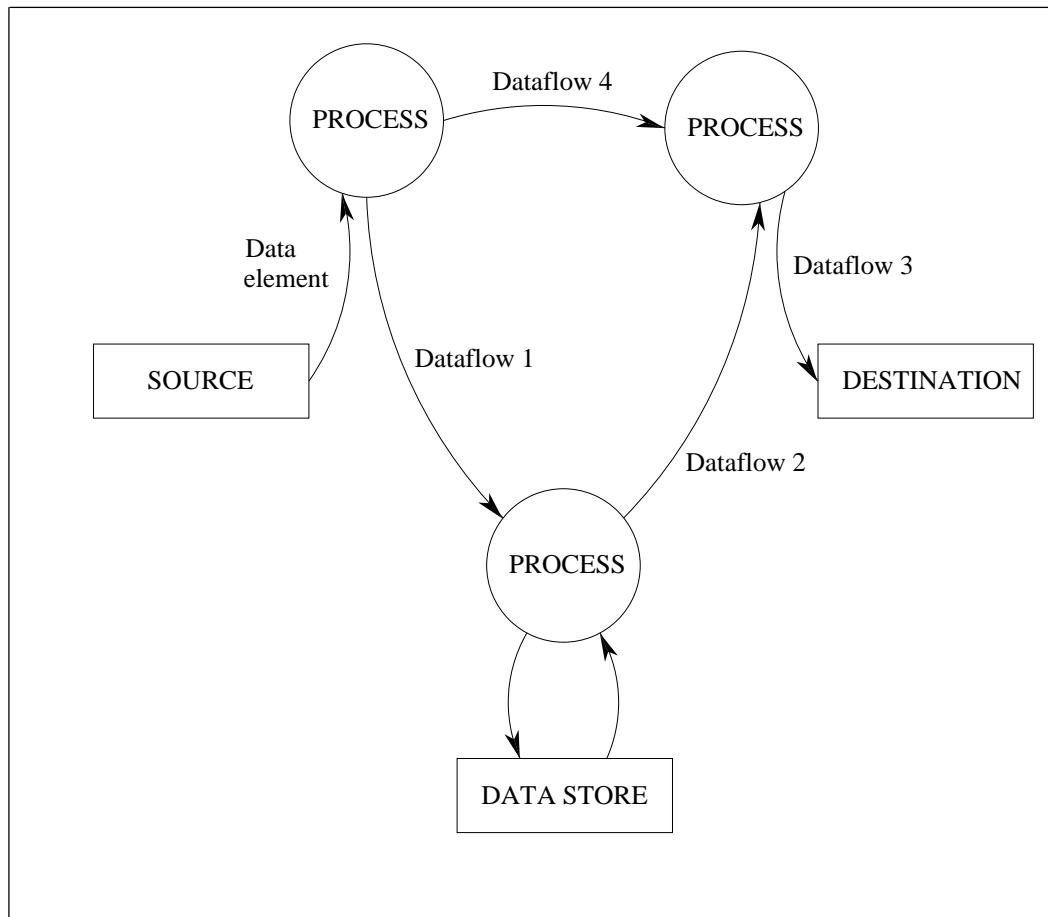 Dataflow 4
PROCESS
PROCESS
Data
element
Dataflow 3
Dataflow 1
SOURCE
DESTINATION
Dataflow 2
PROCESS
DATA STORE